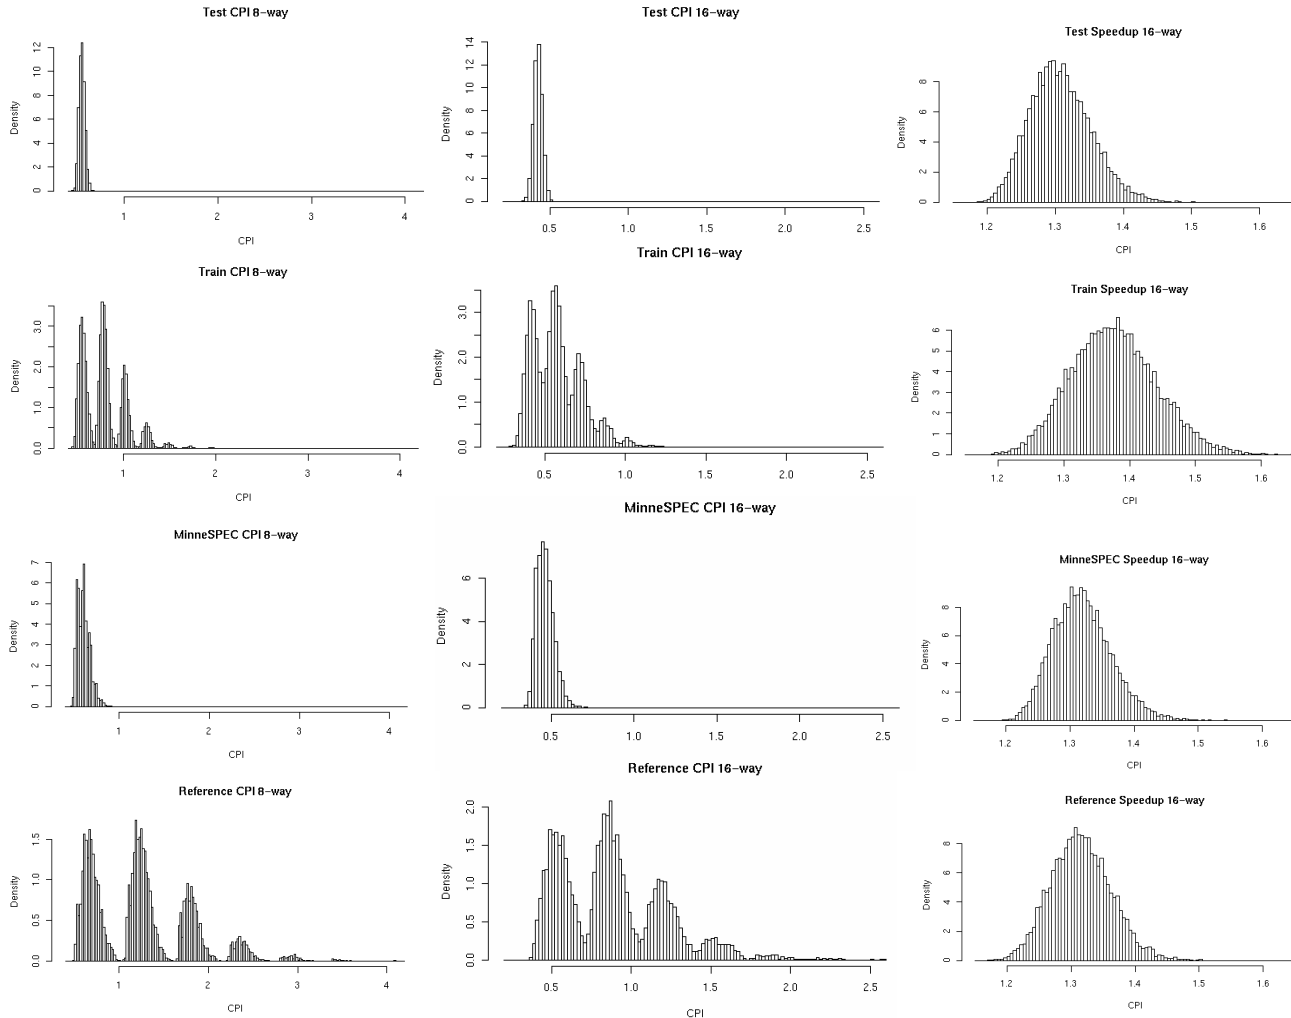 Test CPI 8-way
Density
0 2 4 6 8 10 12
1 2 3 4
CPI
Test CPI 16-way
Density
0 2 4 6 8 10 12 14
0.5 1.0 1.5 2.0 2.5
Test Speedup 16-way
Density
0 2 4 6 8
1.2 1.3 1.4 1.5 1.6
CPI
Train CPI 8-way
Density
0.0 1.0 2.0 3.0
1 2 3 4
CPI
Train CPI 16-way
Density
0.0 1.0 2.0 3.0
0.5 1.0 1.5 2.0 2.5
Train Speedup 16-way
Density
0 1 2 3 4 5 6
1.2 1.3 1.4 1.5 1.6
CPI
MinneSPEC CPI 8-way
Density
0 1 2 3 4 5 6 7
1 2 3 4
CPI
MinneSPEC CPI 16-way
Density
0 2 4 6
0.5 1.0 1.5 2.0 2.5
MinneSPEC Speedup 16-way
Density
0 2 4 6 8
1.2 1.3 1.4 1.5 1.6
CPI
Reference CPI 8-way
Density
0.0 0.5 1.0 1.5
1 2 3 4
CPI
Reference CPI 16-way
Density
0.0 0.5 1.0 1.5 2.0
0.5 1.0 1.5 2.0 2.5
CPI
Reference Speedup 16-way
Density
0 2 4 6 8
1.2 1.3 1.4 1.5 1.6
CPI